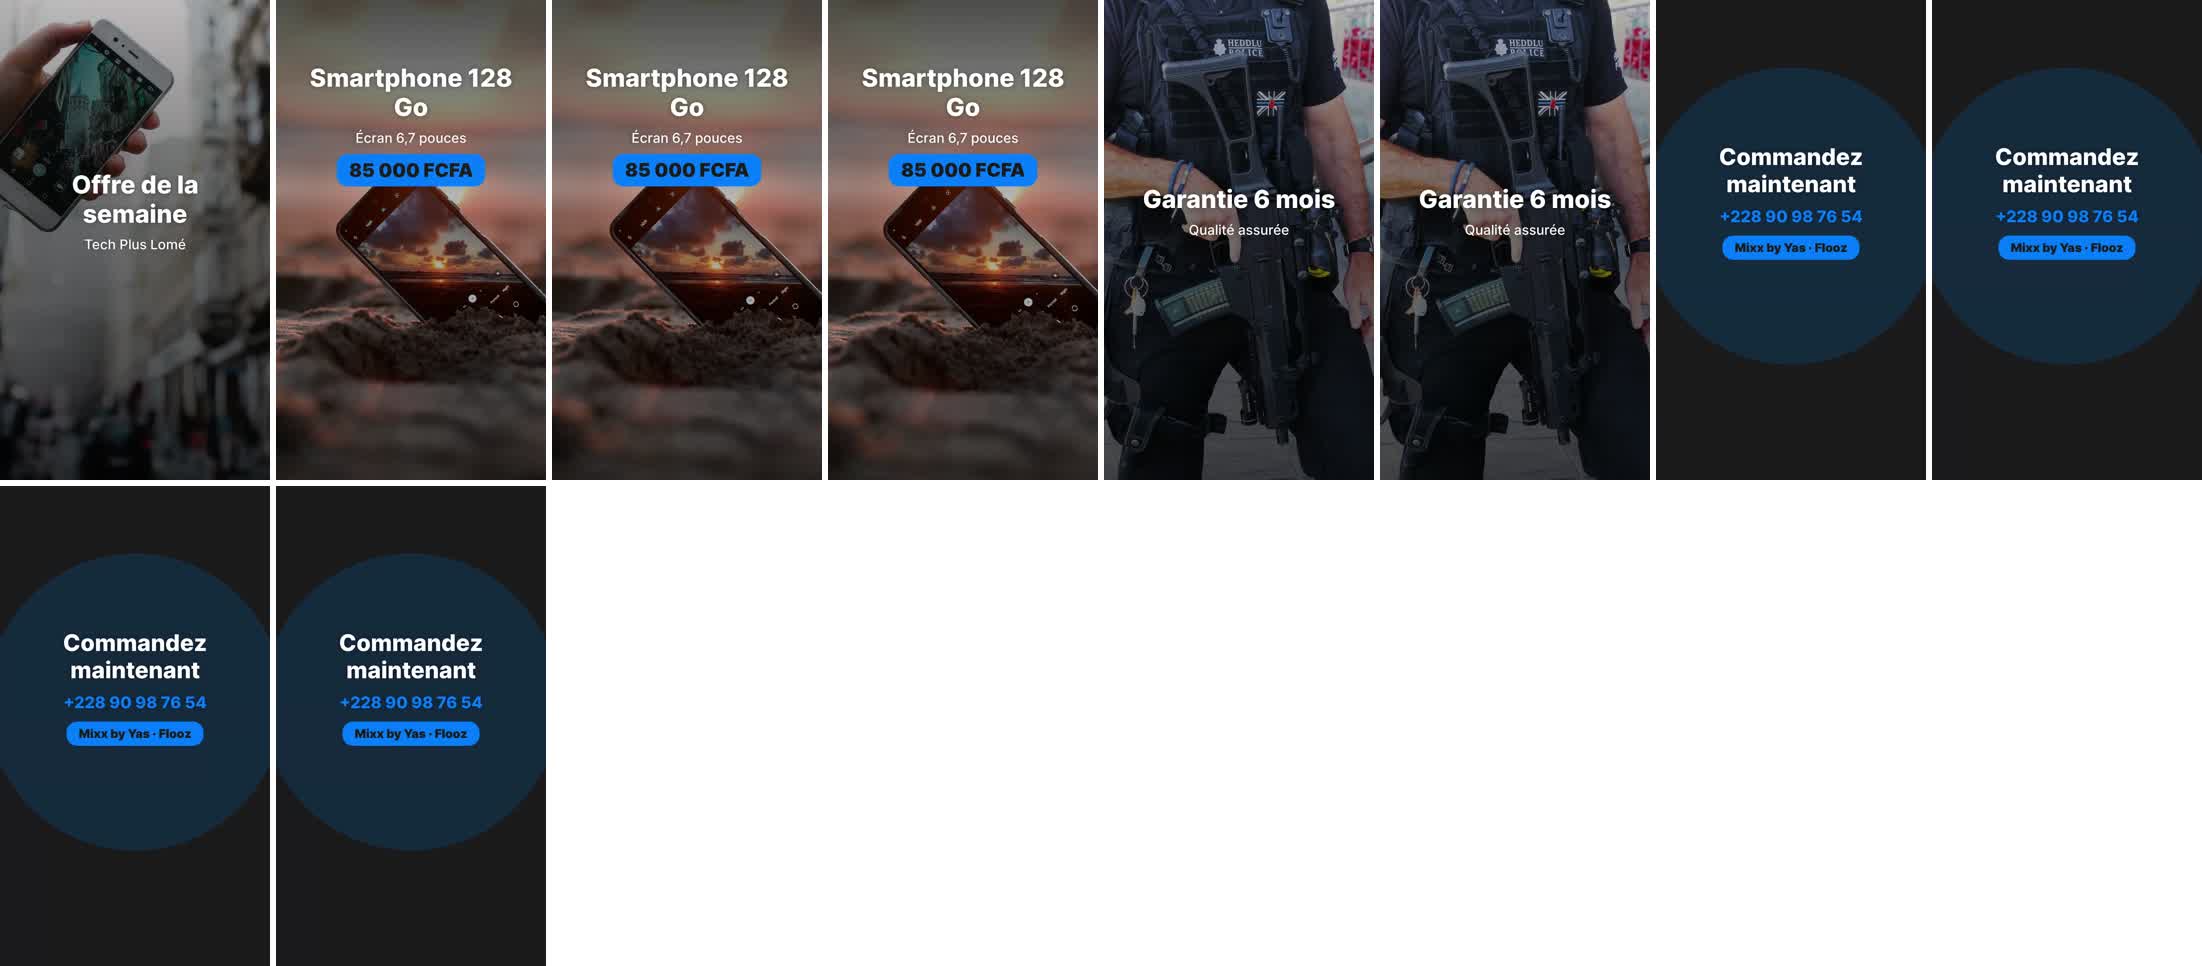 Offre de la
semaine
Tech Plus Lomé
Smartphone 128
Go
Écran 6,7 pouces
85 000 FCFA
Smartphone 128
Go
Écran 6,7 pouces
85 000 FCFA
Smartphone 128
Go
Écran 6,7 pouces
85 000 FCFA
HEDDLU
POLICE
Garantie 6 mois
Qualité assurée
HEDDLU
POLICE
Garantie 6 mois
Qualité assurée
Commandez
maintenant
+228 90 98 76 54
Mixx by Yas · Flooz
Commandez
maintenant
+228 90 98 76 54
Mixx by Yas · Flooz
Commandez
maintenant
+228 90 98 76 54
Mixx by Yas · Flooz
Commandez
maintenant
+228 90 98 76 54
Mixx by Yas · Flooz